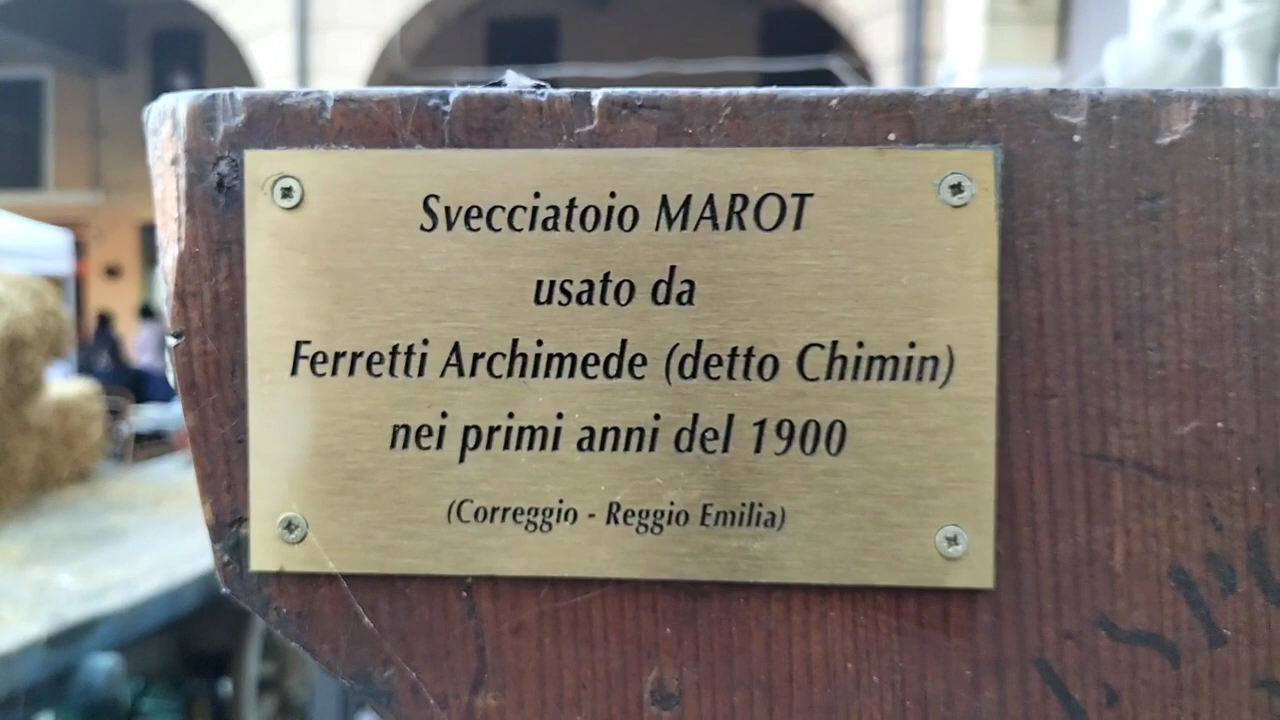 Svecciatoio MAROT
usato da
Ferretti Archimede (detto Chimin)
nei primi anni del 1900
(Correggio - Reggio Emilia)